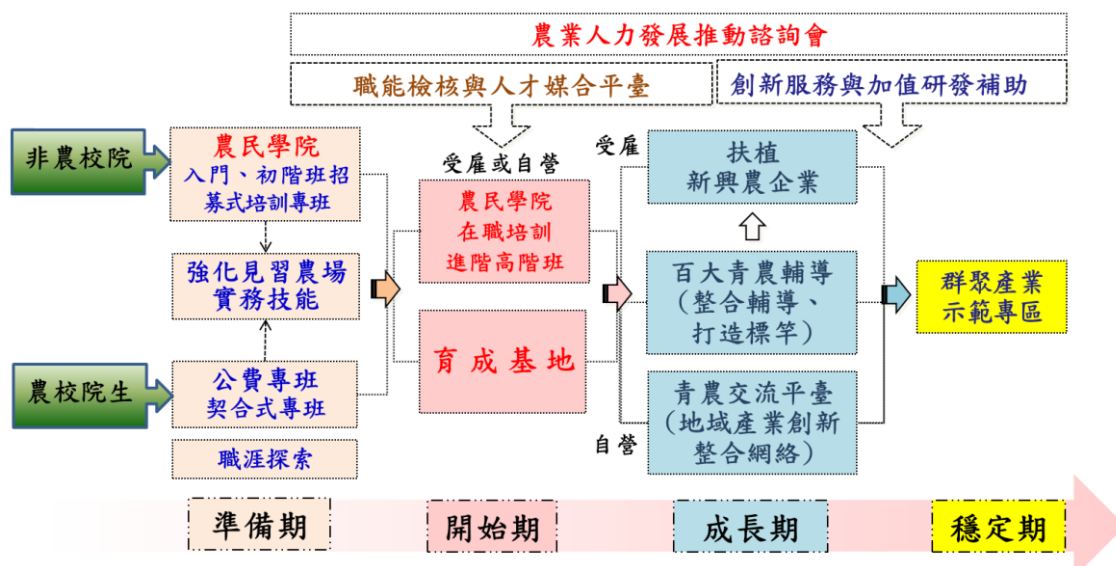 農業人力發展推動諮詢會
職能檢核與人才媒合平臺
創新服務與加值研發補助
非農校院
農民學院
入門、初階班招
募式培訓專班
強化見習農場
實務技能
農校院生
公費專班
契合式專班
職涯探索
受雇或自營
農民學院
在職培訓
進階高階班
育成基地
受雇
扶植
新興農企業
百大青農輔導
(整合輔導、
打造標竿)
青農交流平臺
(地域產業創新
整合網絡)
自營
群聚產業
示範專區
準備期
開始期
成長期
穩定期